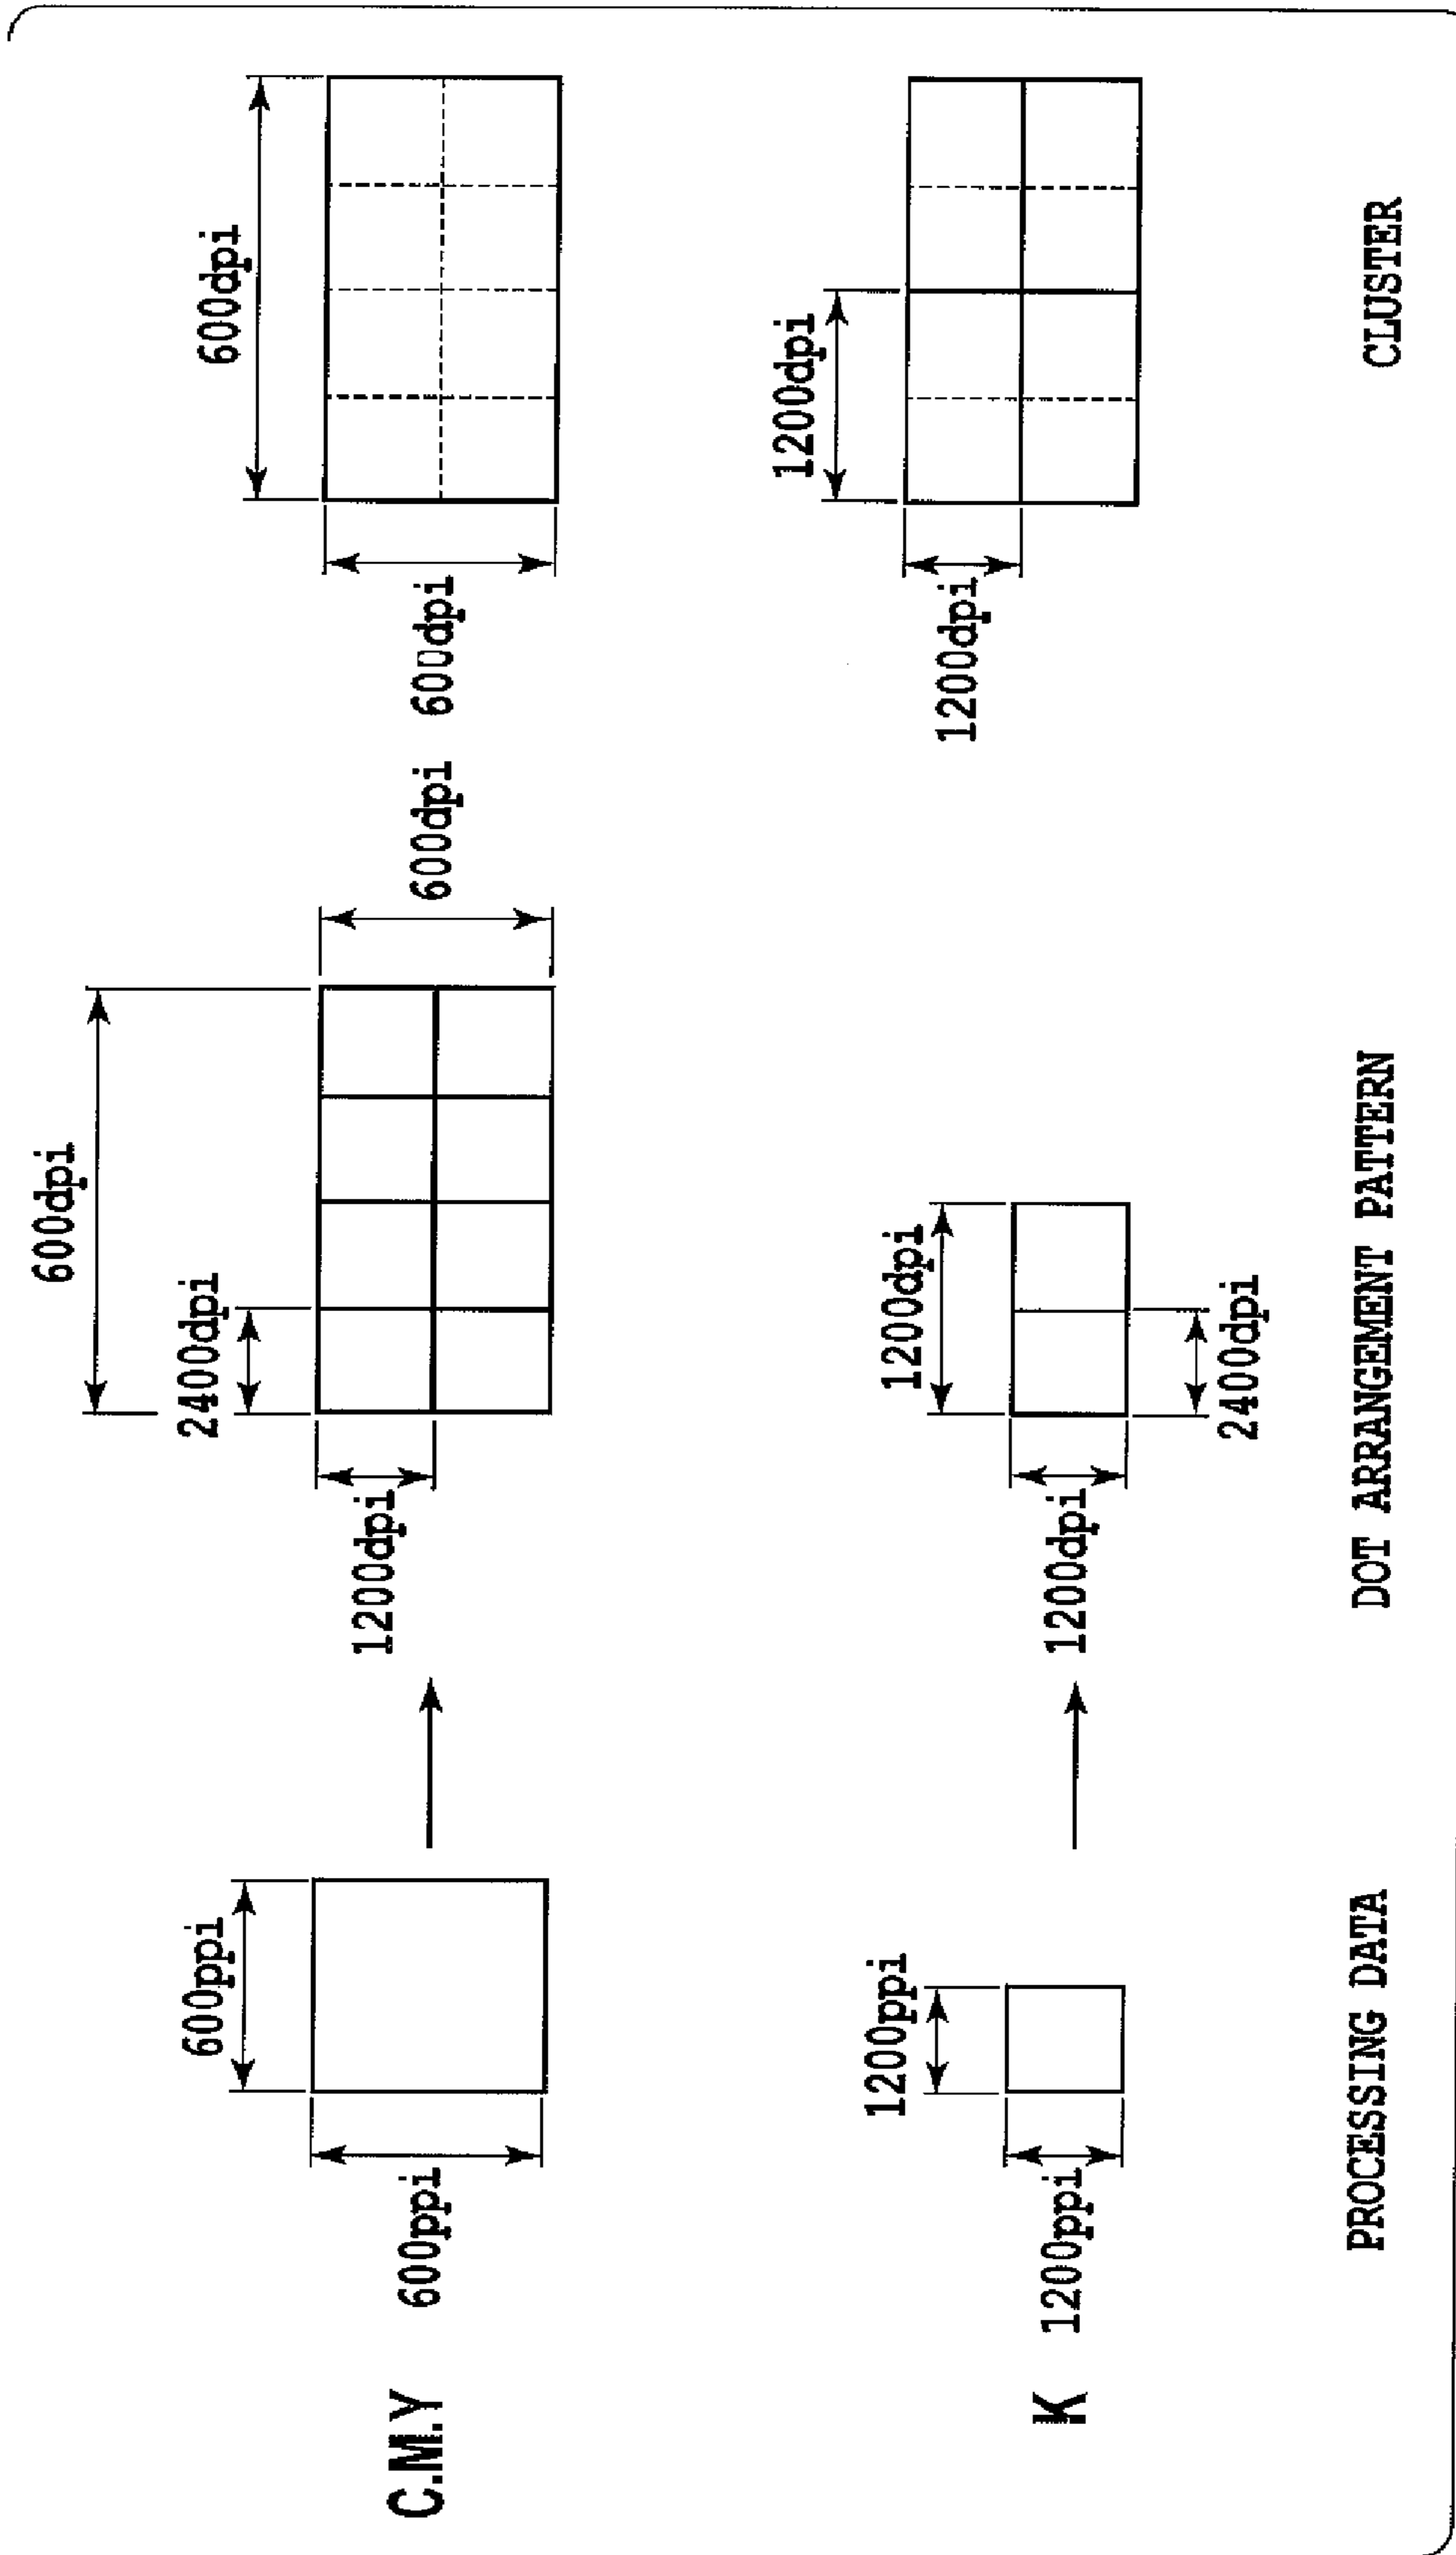 C.M.Y
600ppi
600ppi
1200dpi
2400dpi
600dpi
600dpi
600dpi
600dpi
K
1200ppi
1200ppi
1200dpi
1200dpi
2400dpi
1200dpi
1200dpi
PROCESSING DATA
DOT ARRANGEMENT PATTERN
CLUSTER